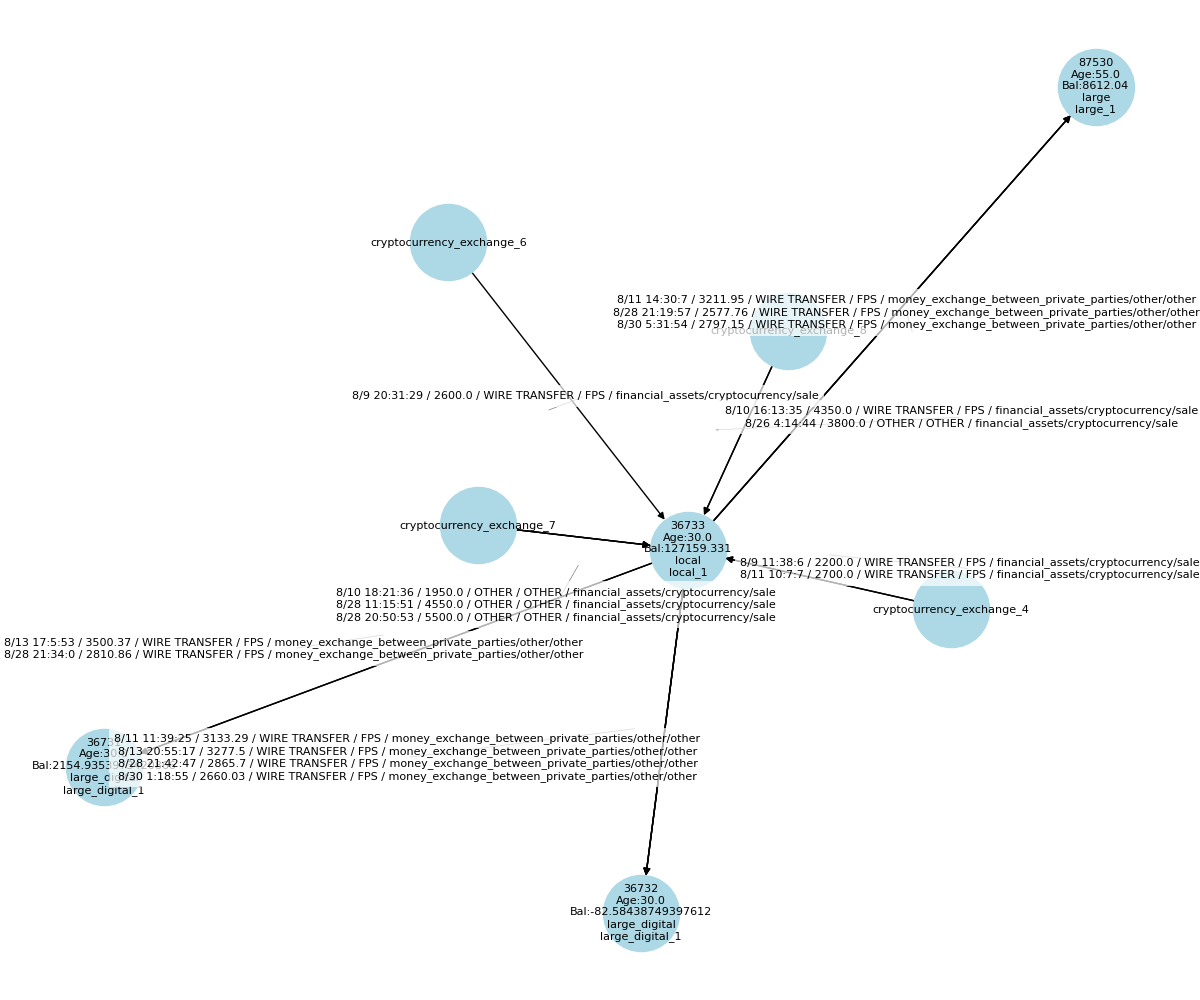 87530
Age:55.0
Bal:8612.04
large
large_1
cryptocurrency_exchange_6
8/11 14:30:7 / 3211.95 / WIRE TRANSFER / FPS / money_exchange_between_private_parties/other/other
8/28 21:19:57 / 2577.76 / WIRE TRANSFER / FPS / money_exchange_between_private_parties/other/other
8/30 5:31:54 / 2797.15 / WIRE TRANSFER / FPS / money_exchange_between_private_parties/other/other
cryptocurrency_exchange_8
8/9 20:31:29 / 2600.0 / WIRE TRANSFER / FPS / financial_assets/cryptocurrency/sale
8/10 16:13:35 / 4350.0 / WIRE TRANSFER / FPS / financial_assets/cryptocurrency/sale
8/26 4:14:44 / 3800.0 / OTHER / OTHER / financial_assets/cryptocurrency/sale
cryptocurrency_exchange_7
36733
Age:30.0
Bal:127159.331
local
local_1
8/9 11:38:6 / 2200.0 / WIRE TRANSFER / FPS / financial_assets/cryptocurrency/sale
8/11 10:7:7 / 2700.0 / WIRE TRANSFER / FPS / financial_assets/cryptocurrency/sale
cryptocurrency_exchange_4
8/10 18:21:36 / 1950.0 / OTHER / OTHER / financial_assets/cryptocurrency/sale
8/28 11:15:51 / 4550.0 / OTHER / OTHER / financial_assets/cryptocurrency/sale
8/28 20:50:53 / 5500.0 / OTHER / OTHER / financial_assets/cryptocurrency/sale
8/13 17:5:53 / 3500.37 / WIRE TRANSFER / FPS / money_exchange_between_private_parties/other/other
8/28 21:34:0 / 2810.86 / WIRE TRANSFER / FPS / money_exchange_between_private_parties/other/other
8/11 11:39:25 / 3133.29 / WIRE TRANSFER / FPS / money_exchange_between_private_parties/other/other
8/13 20:55:17 / 3277.5 / WIRE TRANSFER / FPS / money_exchange_between_private_parties/other/other
8/28 21:42:47 / 2865.7 / WIRE TRANSFER / FPS / money_exchange_between_private_parties/other/other
8/30 1:18:55 / 2660.03 / WIRE TRANSFER / FPS / money_exchange_between_private_parties/other/other
large_digital
large_digital_1
36732
Age:30.0
Bal:-82.58438749397612
large_digital
large_digital_1